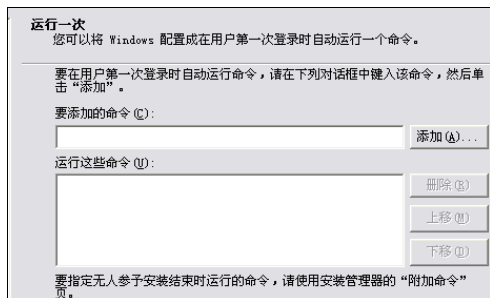 运行一次
您可以将 Windows 配置成在用户第一次登录时自动运行一个命令。
要在用户第一次登录时自动运行命令，请在下列对话框中键入该命令，然后单
击“添加”。
要添加的命令(C):
添加(A)...
运行这些命令(U):
删除(R)
上移(M)
下移(D)
要指定无人参予安装结束时运行的命令，请使用安装管理器的“附加命令”
页。